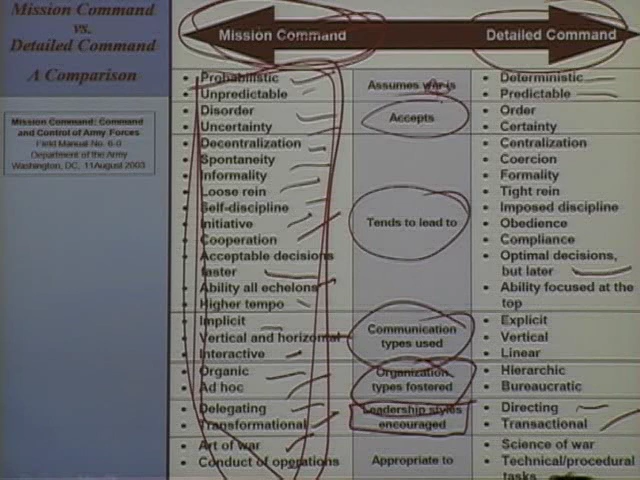 Mission Command
vs.
Detailed Command
A Comparison
Mission Command: Command
and Control of Army Forces
Field Manual No. 6-0
Department of the Army
Washington, DC, 11August 2003
Mission Command
Detailed Command
• Probabilistic
• Unpredictable
Assumes war is
• Deterministic
• Predictable
• Disorder
• Uncertainty
Accepts
• Order
• Certainty
• Decentralization
• Spontaneity
• Informality
• Loose rein
• Self-discipline
• Initiative
• Cooperation
• Acceptable decisions
faster
• Ability all echelons
• Higher tempo
Tends to lead to
• Centralization
• Coercion
• Formality
• Tight rein
• Imposed discipline
• Obedience
• Compliance
• Optimal decisions,
but later
• Ability focused at the
top
• Implicit
• Vertical and horizontal
• Interactive
Communication
types used
• Explicit
• Vertical
• Linear
• Organic
• Ad hoc
Organization
types fostered
• Hierarchic
• Bureaucratic
• Delegating
• Transformational
Leadership styles
encouraged
• Directing
• Transactional
• Art of war
• Conduct of operations
Appropriate to
• Science of war
• Technical/procedural
tasks